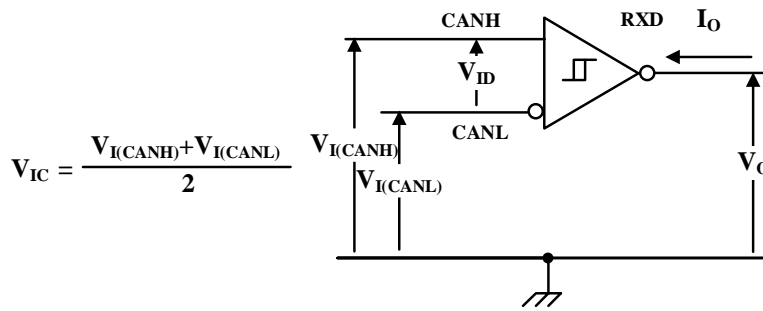 CANH RXD I_O
V_ID
CANL
V_IC = V_I(CANH)+V_I(CANL) / 2
V_I(CANH)
V_I(CANL)
V_O